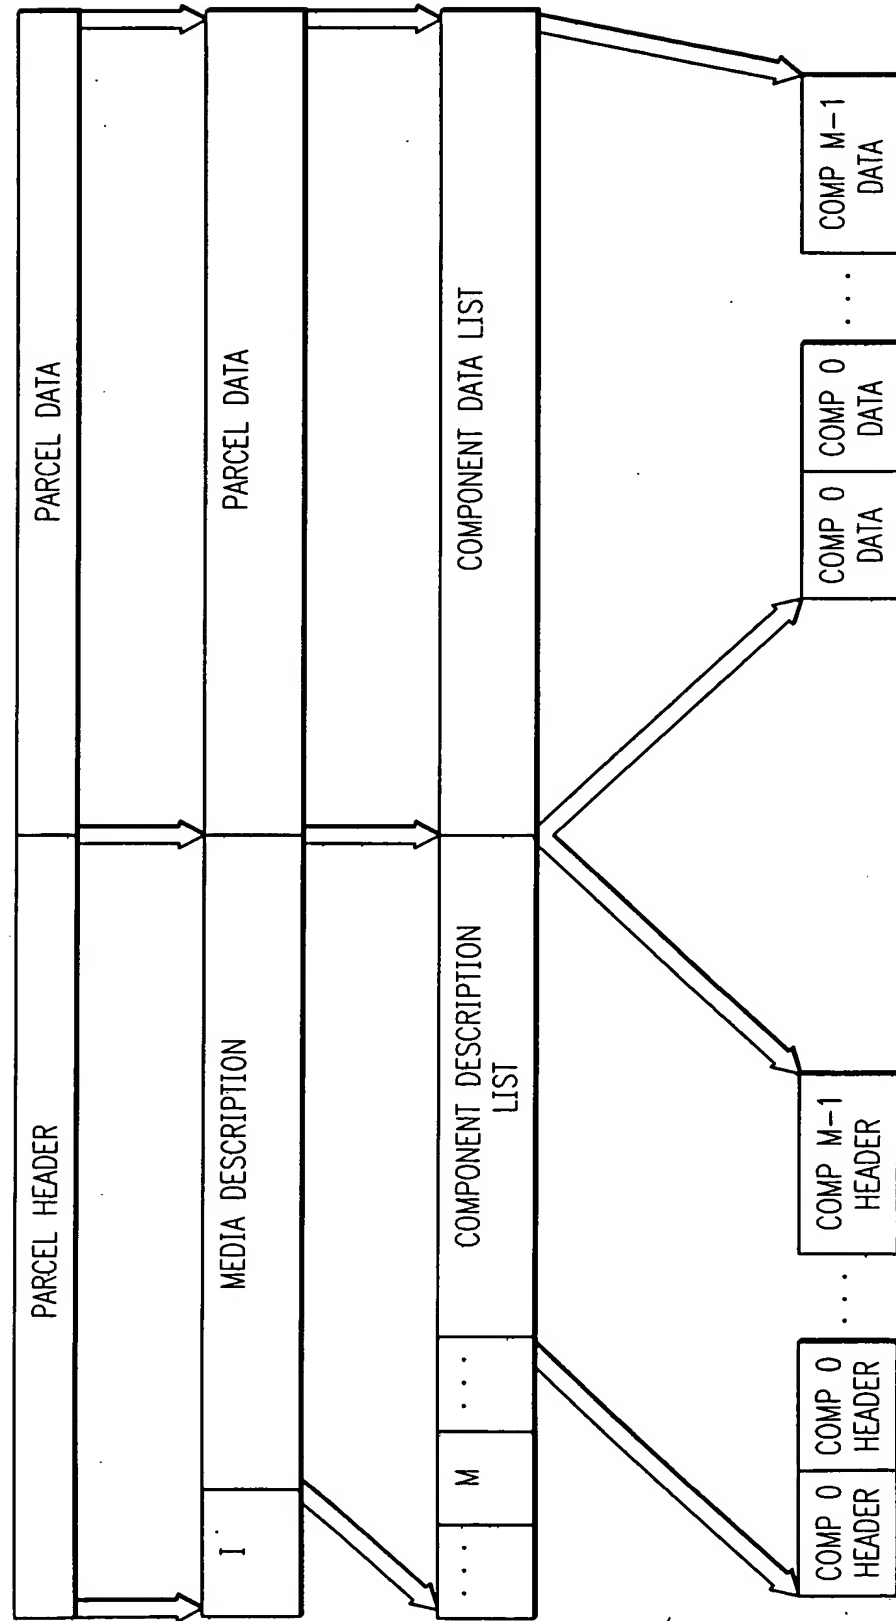 PARCEL HEADER
PARCEL DATA
I
MEDIA DESCRIPTION
PARCEL DATA
...
M
...
COMPONENT DESCRIPTION
LIST
COMPONENT DATA LIST
COMP 0
HEADER
COMP 0
HEADER
...
COMP M-1
HEADER
COMP 0
DATA
COMP 0
DATA
...
COMP M-1
DATA